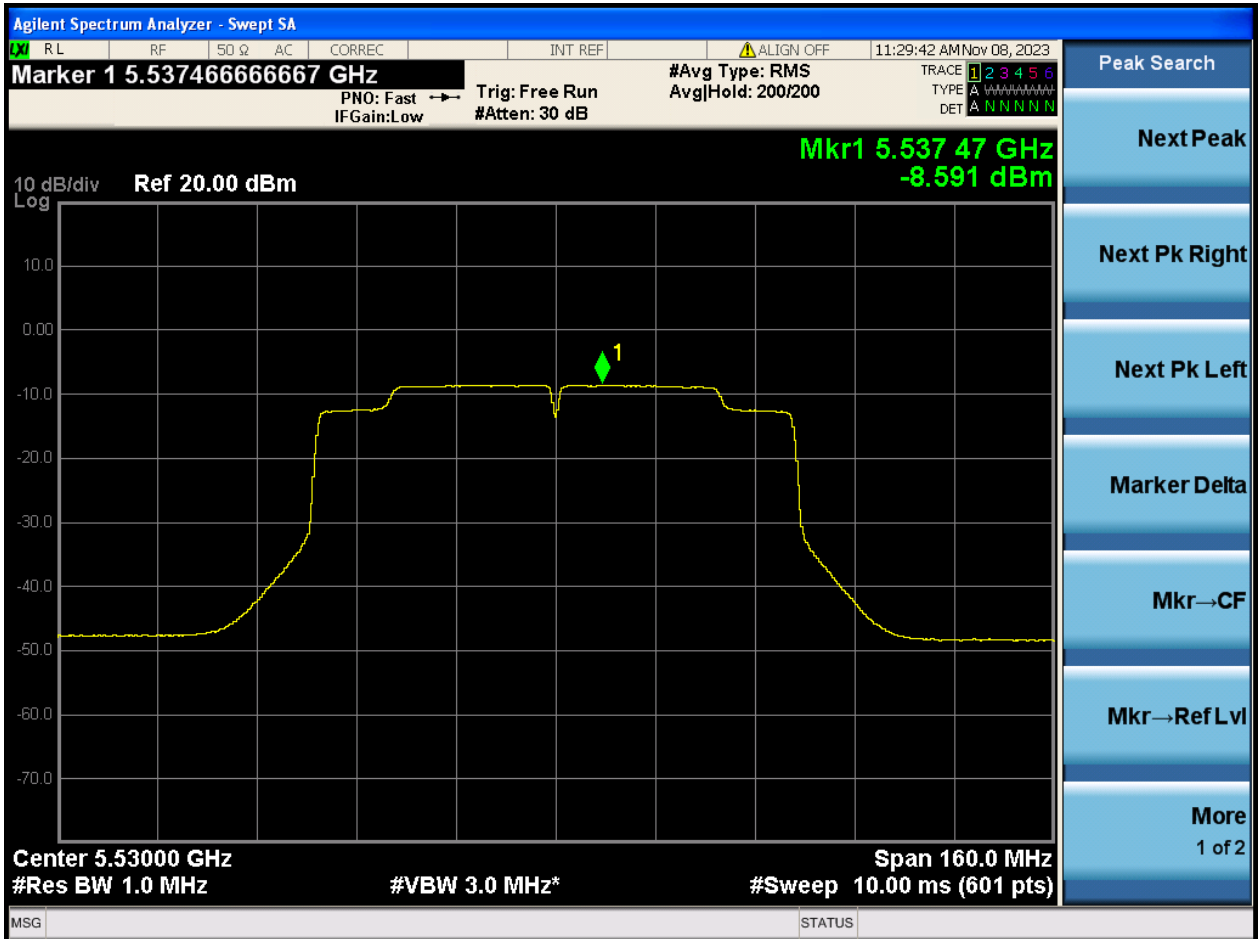 Agilent Spectrum Analyzer - Swept SA
LXI RL RF 50 Ω AC CORREC INT REF ALIGN OFF 11:29:42 AM Nov 08, 2023
Marker 1 5.537466666667 GHz
PNO: Fast
IFGain:Low
Trig: Free Run
#Atten: 30 dB
#Avg Type: RMS
Avg|Hold: 200/200
TRACE 1 2 3 4 5 6
TYPE A WWWWW
DET A N N N N N
Mkr1 5.537 47 GHz
-8.591 dBm
10 dB/div Ref 20.00 dBm
Log
10.0
0.00
-10.0
-20.0
-30.0
-40.0
-50.0
-60.0
-70.0
1
Center 5.53000 GHz Span 160.0 MHz
#Res BW 1.0 MHz #VBW 3.0 MHz* #Sweep 10.00 ms (601 pts)
MSG STATUS
Peak Search
Next Peak
Next Pk Right
Next Pk Left
Marker Delta
Mkr→CF
Mkr→Ref Lvl
More
1 of 2